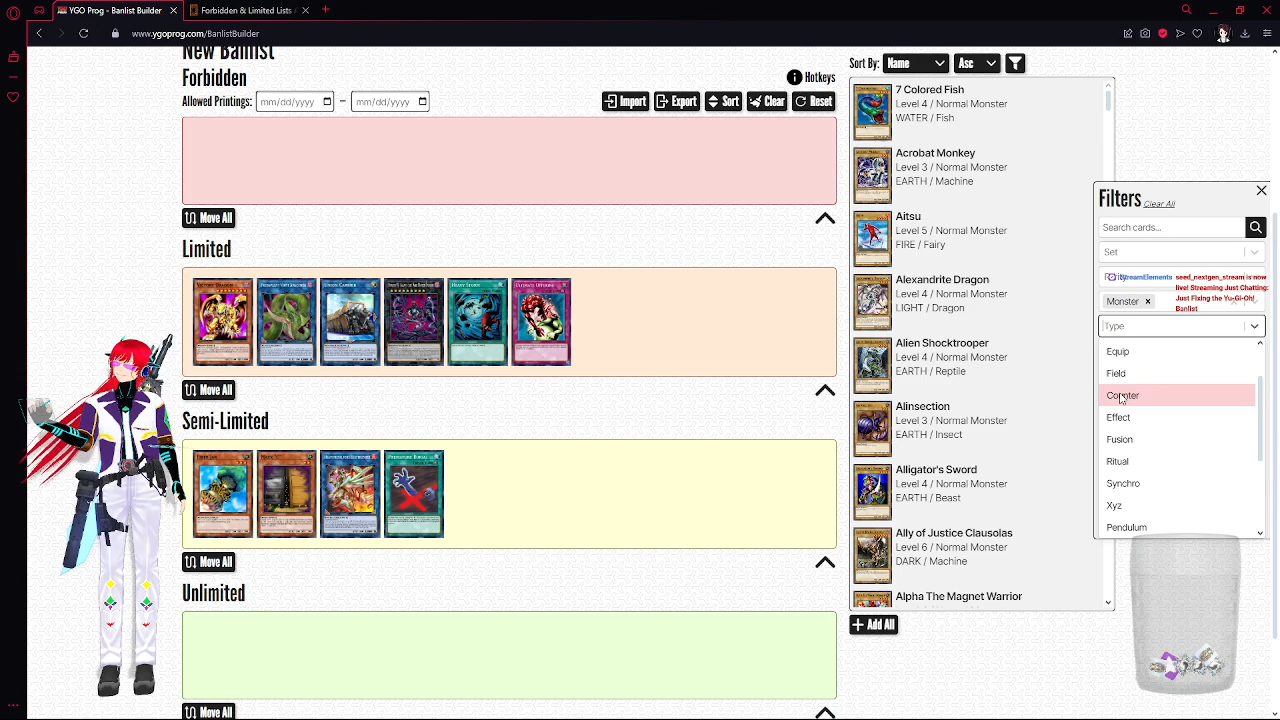 YGO Prog - Banlist Builder
Forbidden & Limited Lists
www.ygoprog.com/BanlistBuilder
New Banlist
Forbidden
Hotkeys
Allowed Printings:
mm/dd/yyyy
–
mm/dd/yyyy
Import
Export
Sort
Clear
Reset
Move All
Limited
Move All
Semi-Limited
Move All
Unlimited
Move All
Sort By:
Name
Asc
7 Colored Fish
Level 4 / Normal Monster
WATER / Fish
Acrobat Monkey
Level 3 / Normal Monster
EARTH / Machine
Aitsu
Level 5 / Normal Monster
FIRE / Fairy
Alexandrite Dragon
Level 4 / Normal Monster
LIGHT / Dragon
Alien Shocktrooper
Level 4 / Normal Monster
EARTH / Reptile
Alinsection
Level 3 / Normal Monster
EARTH / Insect
Alligator's Sword
Level 4 / Normal Monster
EARTH / Beast
Ally of Justice Clausolas
Level 6 / Normal Monster
DARK / Machine
Alpha The Magnet Warrior
Add All
Filters
Clear All
Search cards...
Set
StreamElements
seed_nextgen_stream is now
live! Streaming Just Chatting:
Just Fixing the Yu-Gi-Oh!
Banlist
Monster x
Type
Equip
Field
Counter
Effect
Fusion
Ritual
Synchro
Pendulum